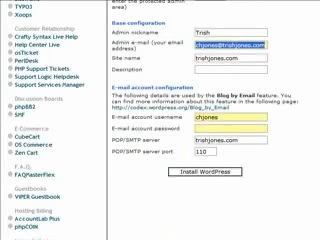 TYPO3
Xoops
Customer Relationship
Crafty Syntax Live Help
Help Center Live
osTicket
PerlDesk
PHP Support Tickets
Support Logic Helpdesk
Support Services Manager
Discussion Boards
phpBB2
SMF
E-Commerce
CubeCart
OS Commerce
Zen Cart
F.A.Q.
FAQMasterFlex
Guestbooks
ViPER Guestbook
Hosting Billing
AccountLab Plus
phpCOIN
enter the protected admin
area)
Base configuration
Admin nickname Trish
Admin e-mail (your email
address) chjones@trishjones.com
Site name trishjones.com
Description
E-mail account configuration
The following details are used by the Blog by Email feature. You can
find more information about this feature in the following page:
http://codex.wordpress.org/Blog_by_Email
E-mail account username chjones
E-mail account password
POP/SMTP server trishjones.com
POP/SMTP server port 110
Install WordPress